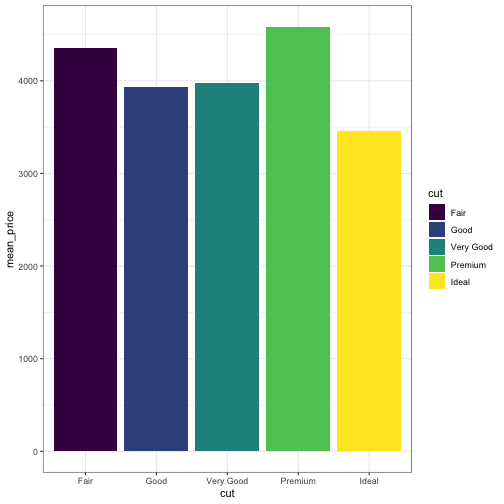 mean_price
4000
3000
2000
1000
0
Fair Good Very Good Premium Ideal
cut
cut
Fair
Good
Very Good
Premium
Ideal